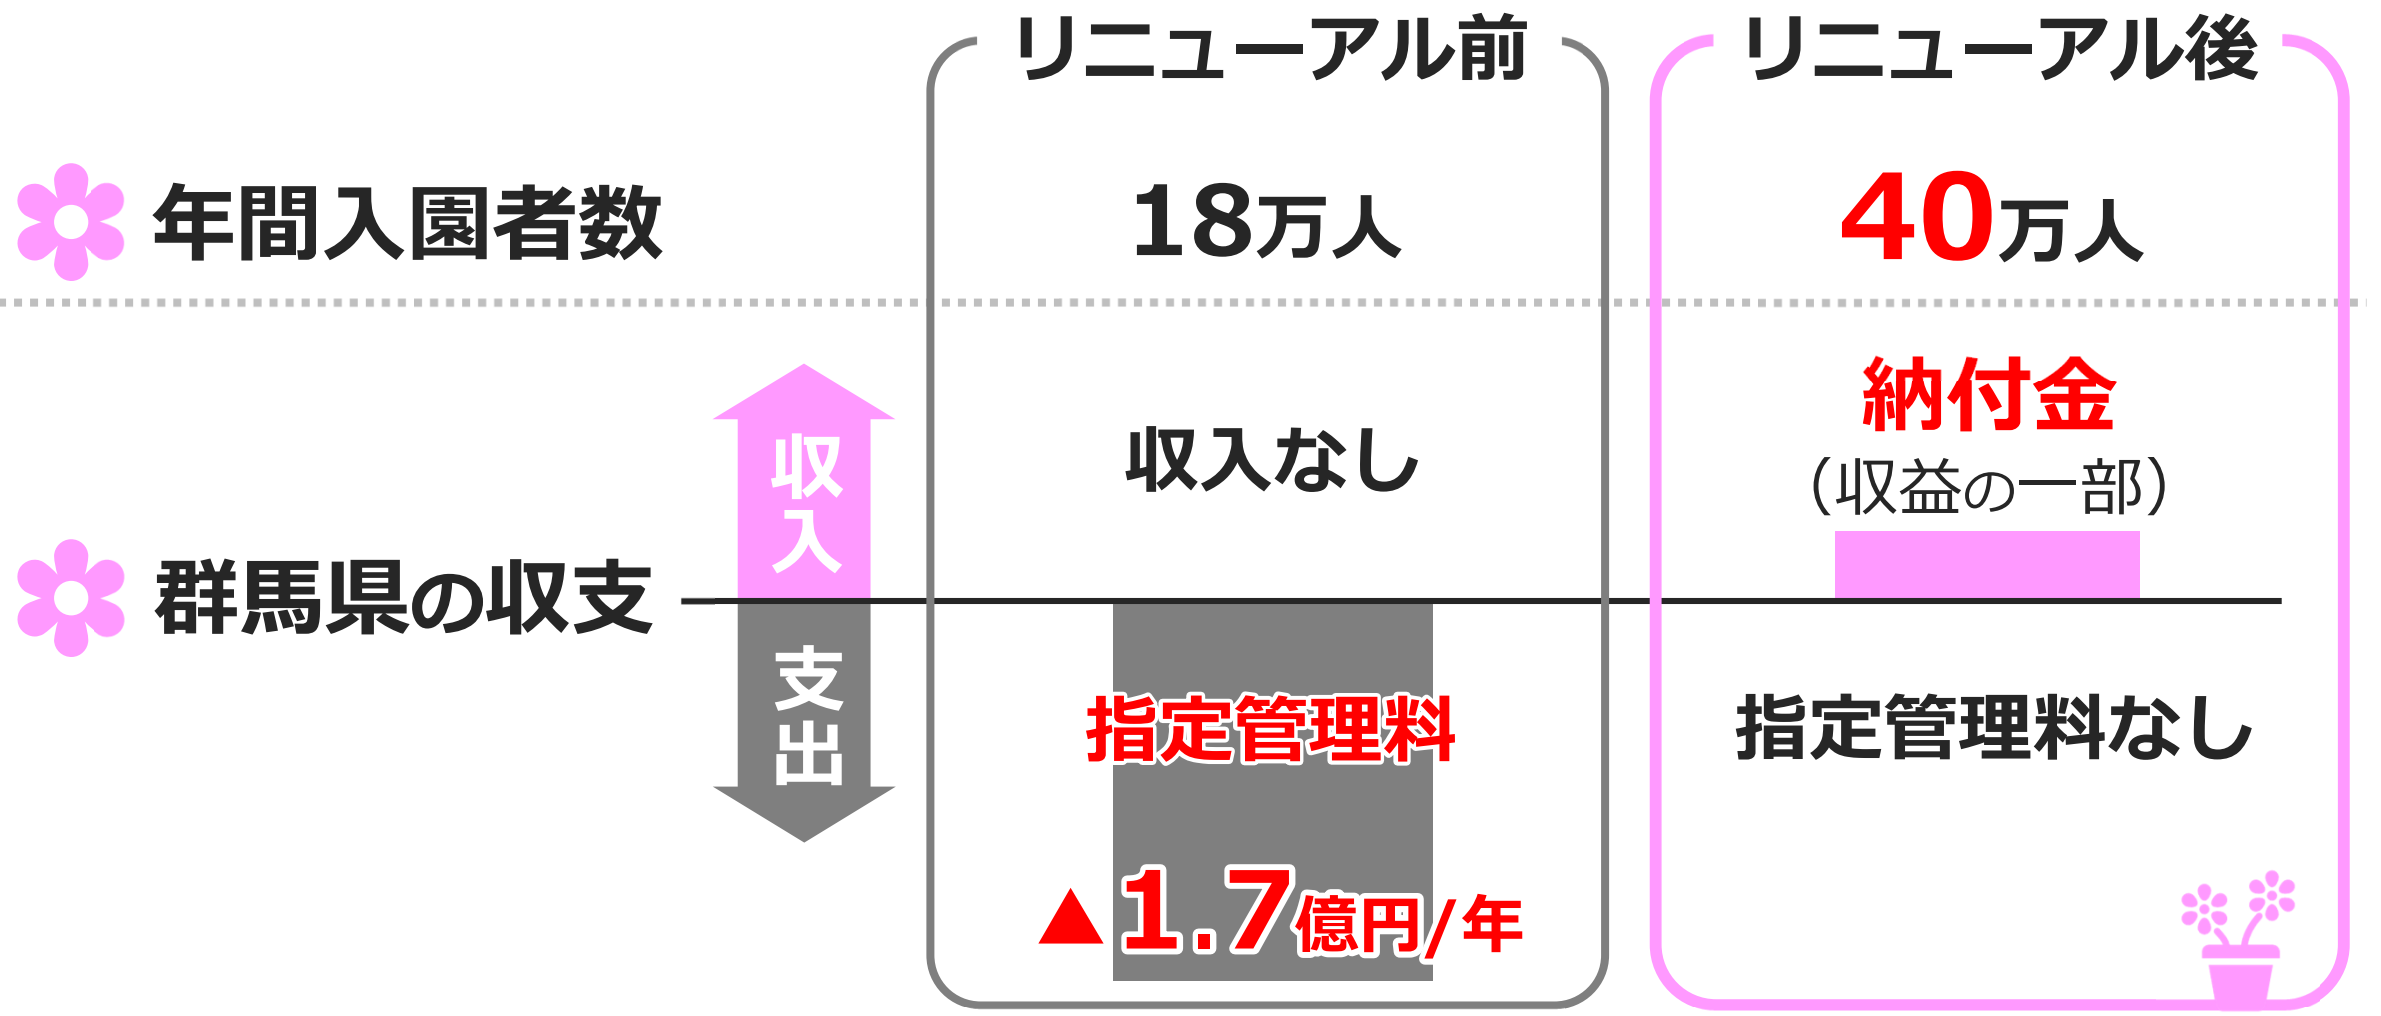 リニューアル前
リニューアル後
年間入園者数
18万人
40万人
群馬県の収支
収入
支出
収入なし
納付金
（収益の一部）
指定管理料
指定管理料なし
▲1.7億円/年